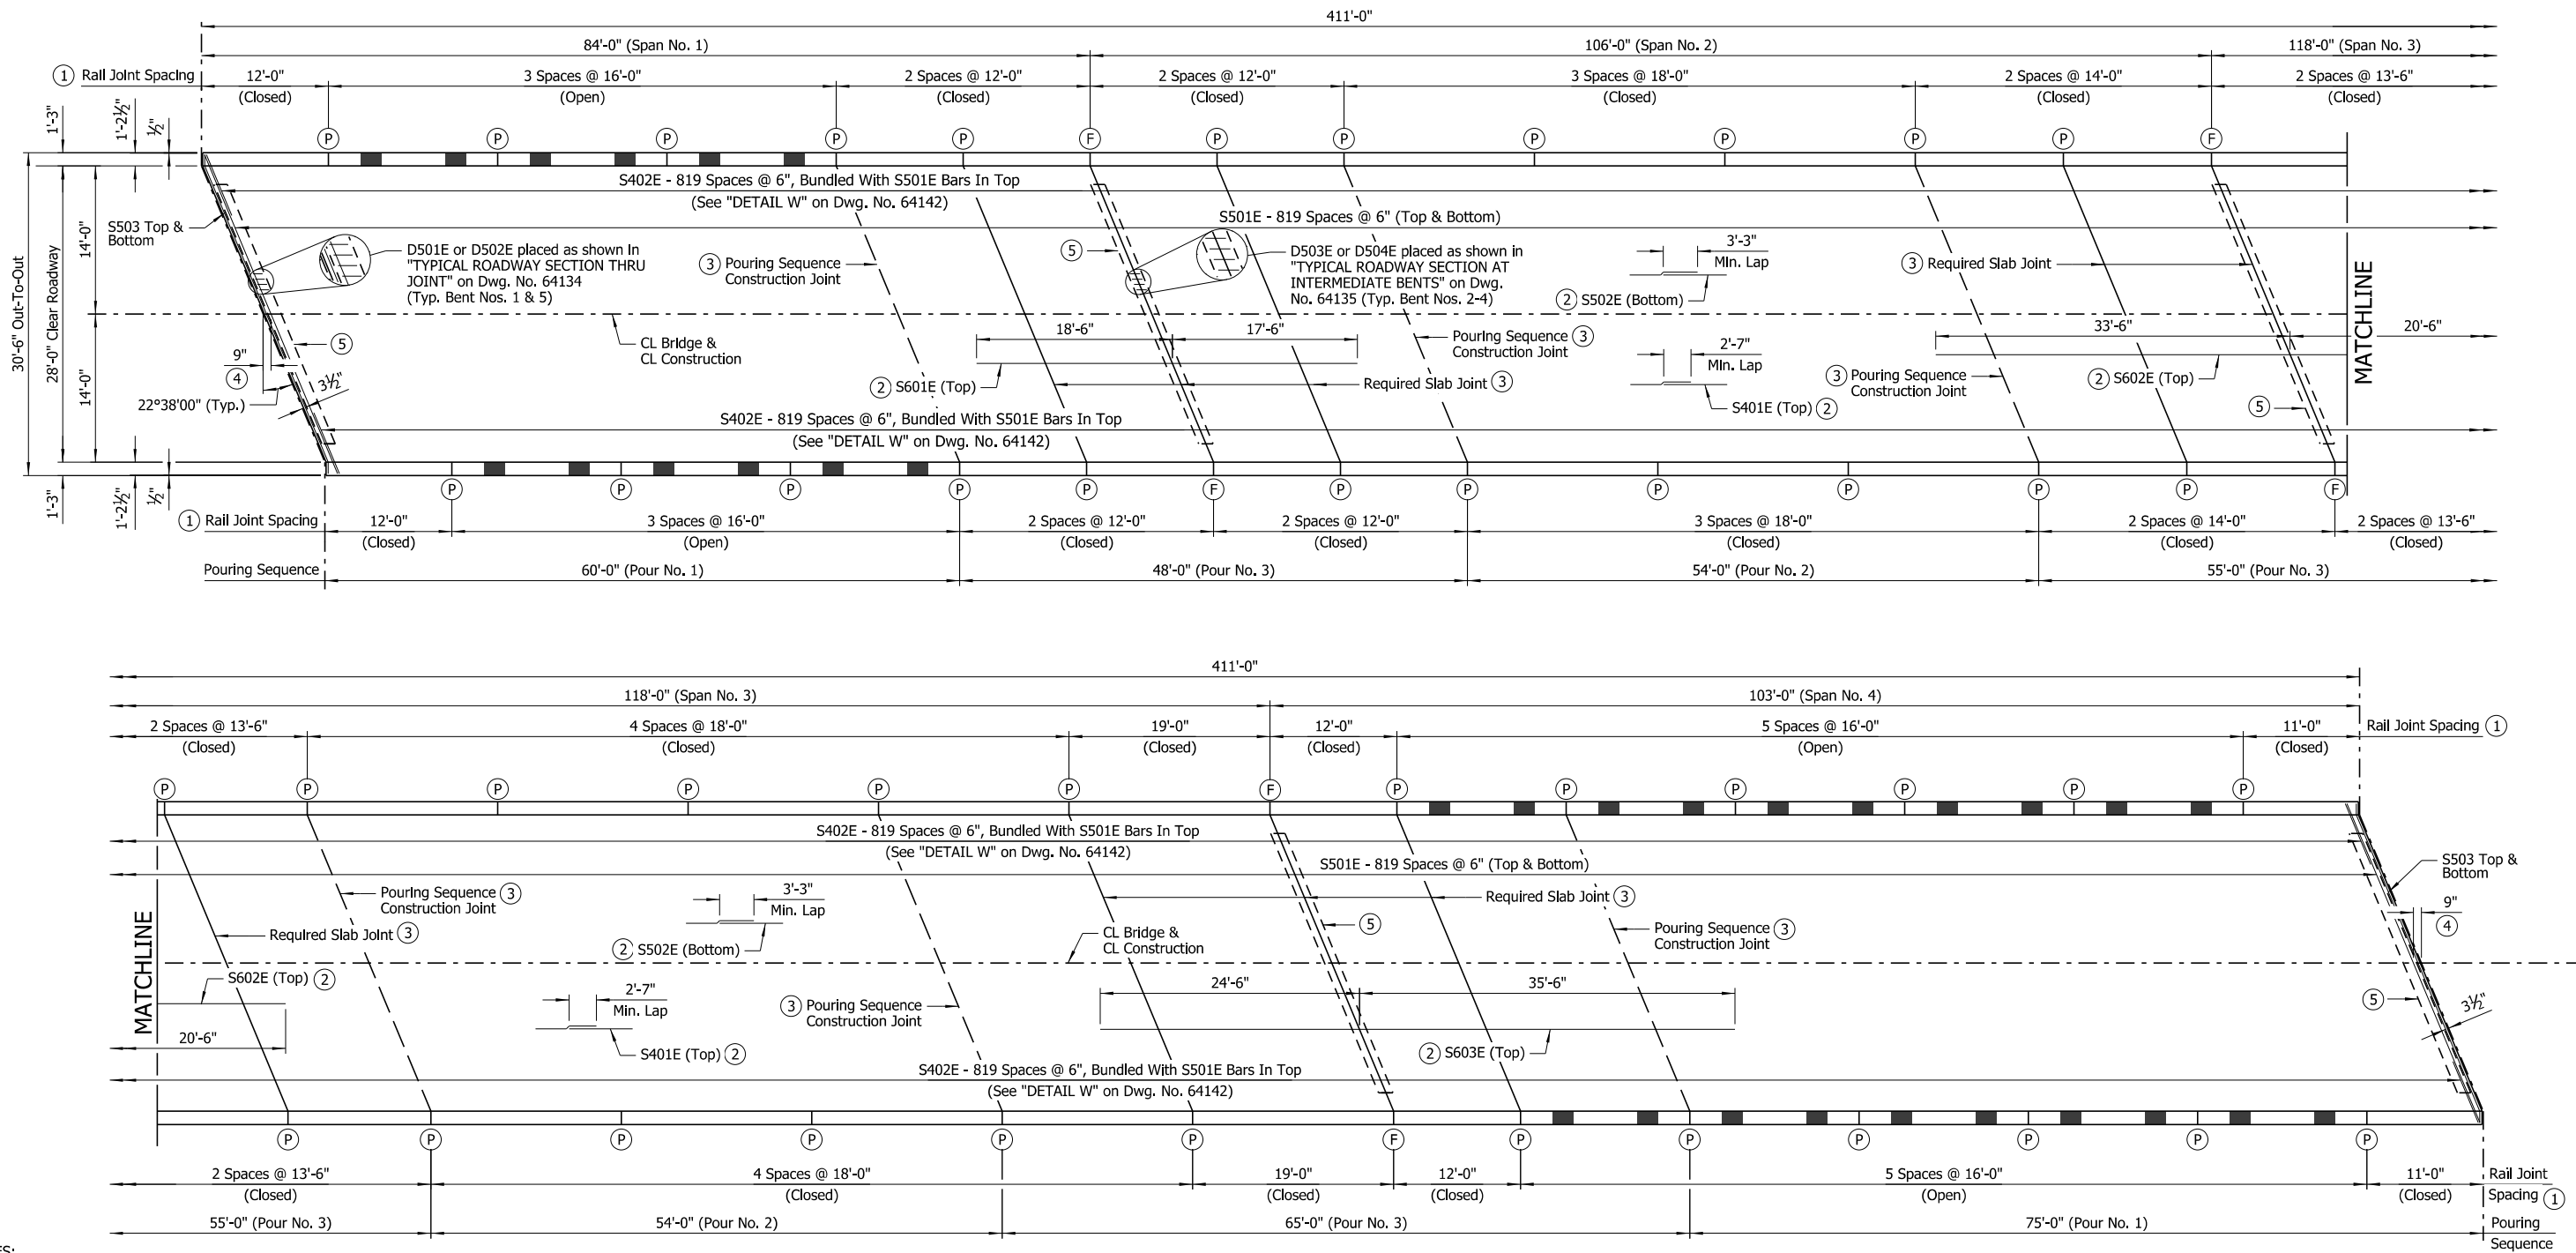 411'-0"
84'-0" (Span No. 1)
106'-0" (Span No. 2)
118'-0" (Span No. 3)
1 Rail Joint Spacing
12'-0"
(Closed)
3 Spaces @ 16'-0"
(Open)
2 Spaces @ 12'-0"
(Closed)
2 Spaces @ 12'-0"
(Closed)
3 Spaces @ 18'-0"
(Closed)
2 Spaces @ 14'-0"
(Closed)
2 Spaces @ 13'-6"
(Closed)
1'-3"
1'-2½"
½"
P P P P P F P P P P P P F
S402E - 819 Spaces @ 6", Bundled With S501E Bars In Top
(See "DETAIL W" on Dwg. No. 64142)
S501E - 819 Spaces @ 6" (Top & Bottom)
S503 Top &
Bottom
D501E or D502E placed as shown in
"TYPICAL ROADWAY SECTION THRU
JOINT" on Dwg. No. 64134
(Typ. Bent Nos. 1 & 5)
3 Pouring Sequence
Construction Joint
5
D503E or D504E placed as shown in
"TYPICAL ROADWAY SECTION AT
INTERMEDIATE BENTS" on Dwg.
No. 64135 (Typ. Bent Nos. 2-4)
3'-3"
Min. Lap
2 S502E (Bottom)
3 Required Slab Joint
MATCHLINE
30'-6" Out-To-Out
28'-0" Clear Roadway
14'-0"
14'-0"
5
9"
4
3½"
22°38'00" (Typ.)
CL Bridge &
CL Construction
18'-6"
17'-6"
2 S601E (Top)
Pouring Sequence 3
Construction Joint
Required Slab Joint 3
2'-7"
Min. Lap
S401E (Top) 2
3 Pouring Sequence
Construction Joint
33'-6"
20'-6"
2 S602E (Top)
5
S402E - 819 Spaces @ 6", Bundled With S501E Bars In Top
(See "DETAIL W" on Dwg. No. 64142)
1'-3"
1'-2½"
½"
P P P P P F P P P P P P F
1 Rail Joint Spacing
12'-0"
(Closed)
3 Spaces @ 16'-0"
(Open)
2 Spaces @ 12'-0"
(Closed)
2 Spaces @ 12'-0"
(Closed)
3 Spaces @ 18'-0"
(Closed)
2 Spaces @ 14'-0"
(Closed)
2 Spaces @ 13'-6"
(Closed)
Pouring Sequence
60'-0" (Pour No. 1)
48'-0" (Pour No. 3)
54'-0" (Pour No. 2)
55'-0" (Pour No. 3)
411'-0"
118'-0" (Span No. 3)
103'-0" (Span No. 4)
2 Spaces @ 13'-6"
(Closed)
4 Spaces @ 18'-0"
(Closed)
19'-0"
(Closed)
12'-0"
(Closed)
5 Spaces @ 16'-0"
(Open)
11'-0"
(Closed)
Rail Joint Spacing 1
P P P P P P F P P P P P P
S402E - 819 Spaces @ 6", Bundled With S501E Bars In Top
(See "DETAIL W" on Dwg. No. 64142)
S501E - 819 Spaces @ 6" (Top & Bottom)
S503 Top &
Bottom
Pouring Sequence 3
Construction Joint
3'-3"
Min. Lap
2 S502E (Bottom)
Required Slab Joint 3
MATCHLINE
Required Slab Joint 3
5
CL Bridge &
CL Construction
Pouring Sequence 3
Construction Joint
9"
4
S602E (Top) 2
20'-6"
2'-7"
Min. Lap
S401E (Top) 2
3 Pouring Sequence
Construction Joint
24'-6"
35'-6"
2 S603E (Top)
5
3½"
S402E - 819 Spaces @ 6", Bundled With S501E Bars In Top
(See "DETAIL W" on Dwg. No. 64142)
P P P P P P F P P P P P P
2 Spaces @ 13'-6"
(Closed)
4 Spaces @ 18'-0"
(Closed)
19'-0"
(Closed)
12'-0"
(Closed)
5 Spaces @ 16'-0"
(Open)
11'-0"
(Closed)
Rail Joint
Spacing 1
55'-0" (Pour No. 3)
54'-0" (Pour No. 2)
65'-0" (Pour No. 3)
75'-0" (Pour No. 1)
Pouring
Sequence